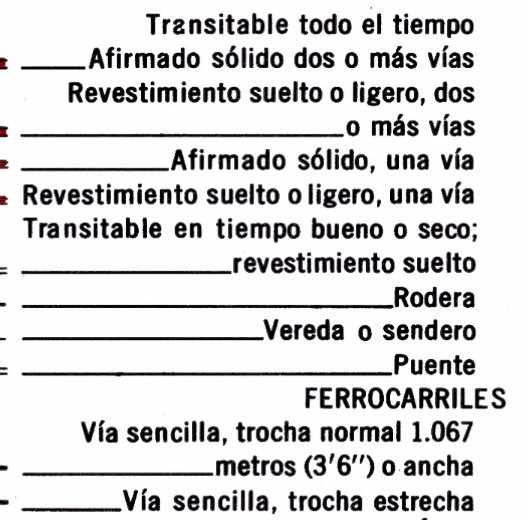 Transitable todo el tiempo
Afirmado sólido dos o más vías
Revestimiento suelto o ligero, dos
o más vías
Afirmado sólido, una vía
Revestimiento suelto o ligero, una vía
Transitable en tiempo bueno o seco;
revestimiento suelto
Rodera
Vereda o sendero
Puente
FERROCARRILES
Vía sencilla, trocha normal 1.067
metros (3'6") o ancha
Vía sencilla, trocha estrecha